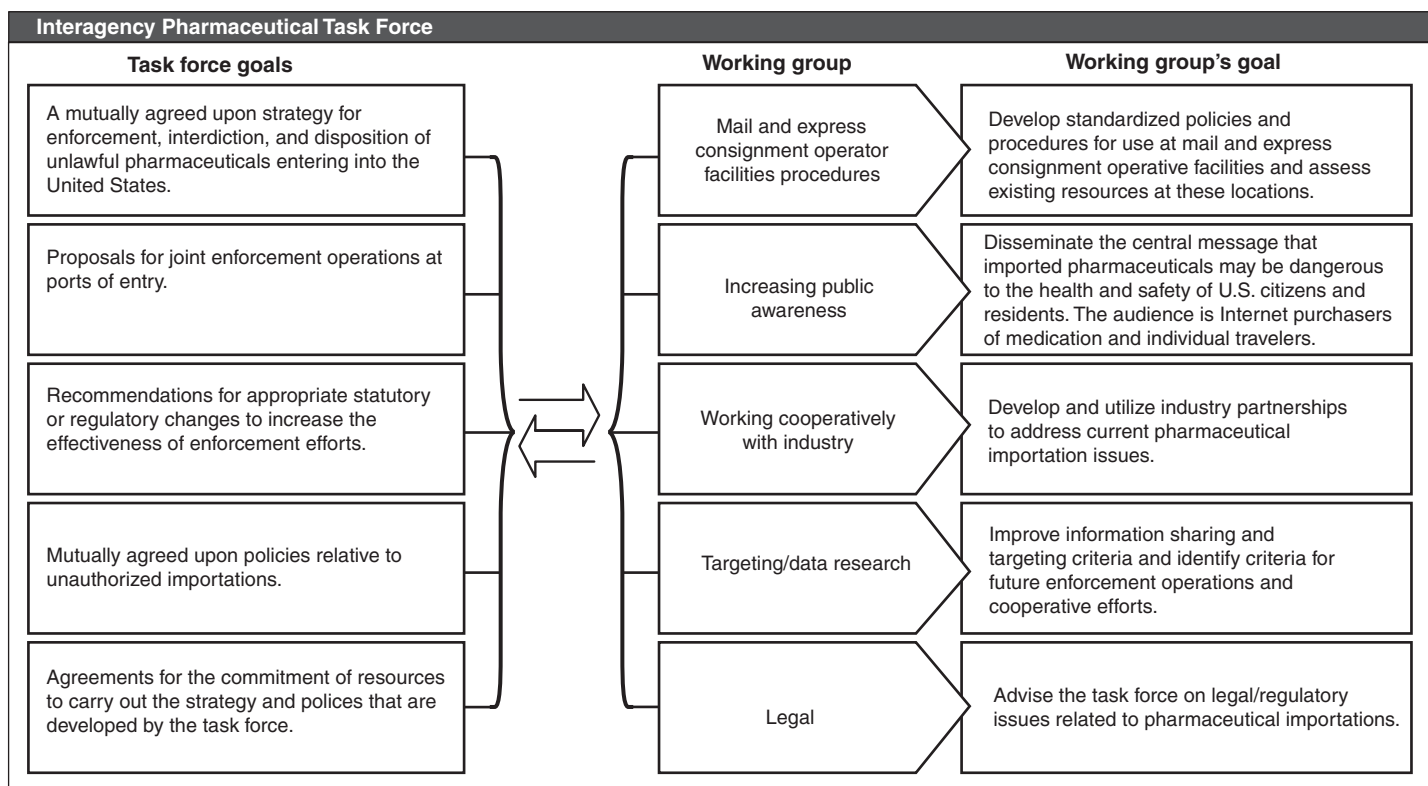 Interagency Pharmaceutical Task Force
Task force goals
Working group
Working group's goal
A mutually agreed upon strategy for
enforcement, interdiction, and disposition of
unlawful pharmaceuticals entering into the
United States.
Mail and express
consignment operator
facilities procedures
Develop standardized policies and
procedures for use at mail and express
consignment operative facilities and assess
existing resources at these locations.
Proposals for joint enforcement operations at
ports of entry.
Increasing public
awareness
Disseminate the central message that
imported pharmaceuticals may be dangerous
to the health and safety of U.S. citizens and
residents. The audience is Internet purchasers
of medication and individual travelers.
Recommendations for appropriate statutory
or regulatory changes to increase the
effectiveness of enforcement efforts.
Working cooperatively
with industry
Develop and utilize industry partnerships
to address current pharmaceutical
importation issues.
Mutually agreed upon policies relative to
unauthorized importations.
Targeting/data research
Improve information sharing and
targeting criteria and identify criteria for
future enforcement operations and
cooperative efforts.
Agreements for the commitment of resources
to carry out the strategy and polices that are
developed by the task force.
Legal
Advise the task force on legal/regulatory
issues related to pharmaceutical importations.